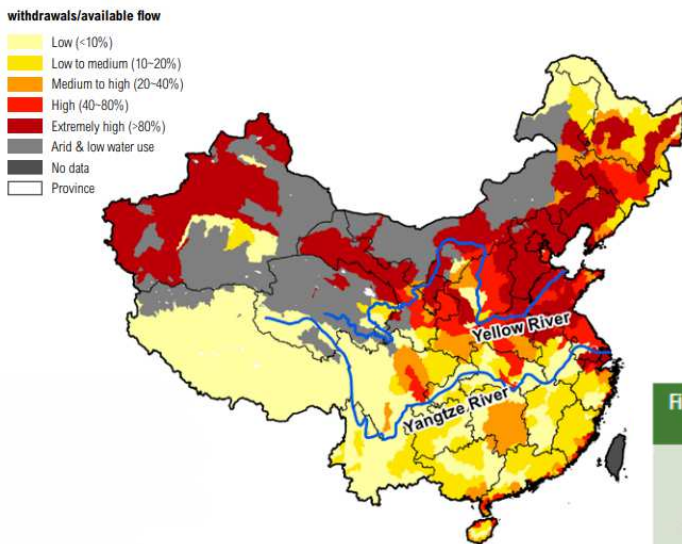 withdrawals/available flow
Low (<10%)
Low to medium (10~20%)
Medium to high (20~40%)
High (40~80%)
Extremely high (>80%)
Arid & low water use
No data
Province
Yellow River
Yangtze River